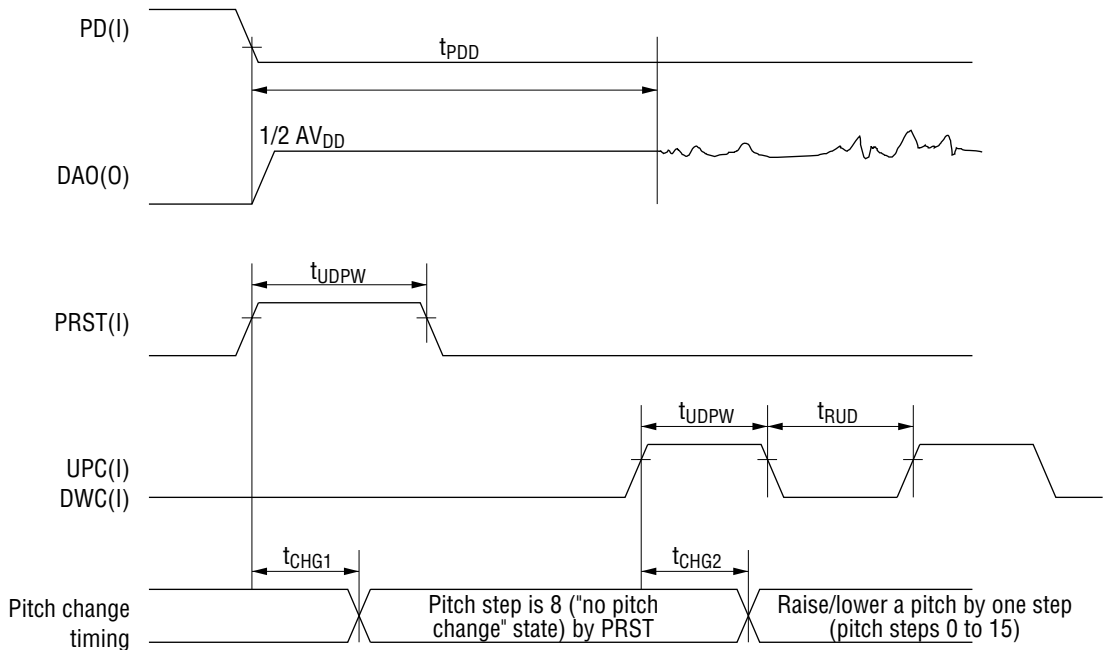 PD(I)
tPDD
1/2 AVDD
DAO(O)
tUDPW
PRST(I)
tUDPW
tRUD
UPC(I)
DWC(I)
tCHG1
tCHG2
Pitch change
timing
Pitch step is 8 ("no pitch
change" state) by PRST
Raise/lower a pitch by one step
(pitch steps 0 to 15)